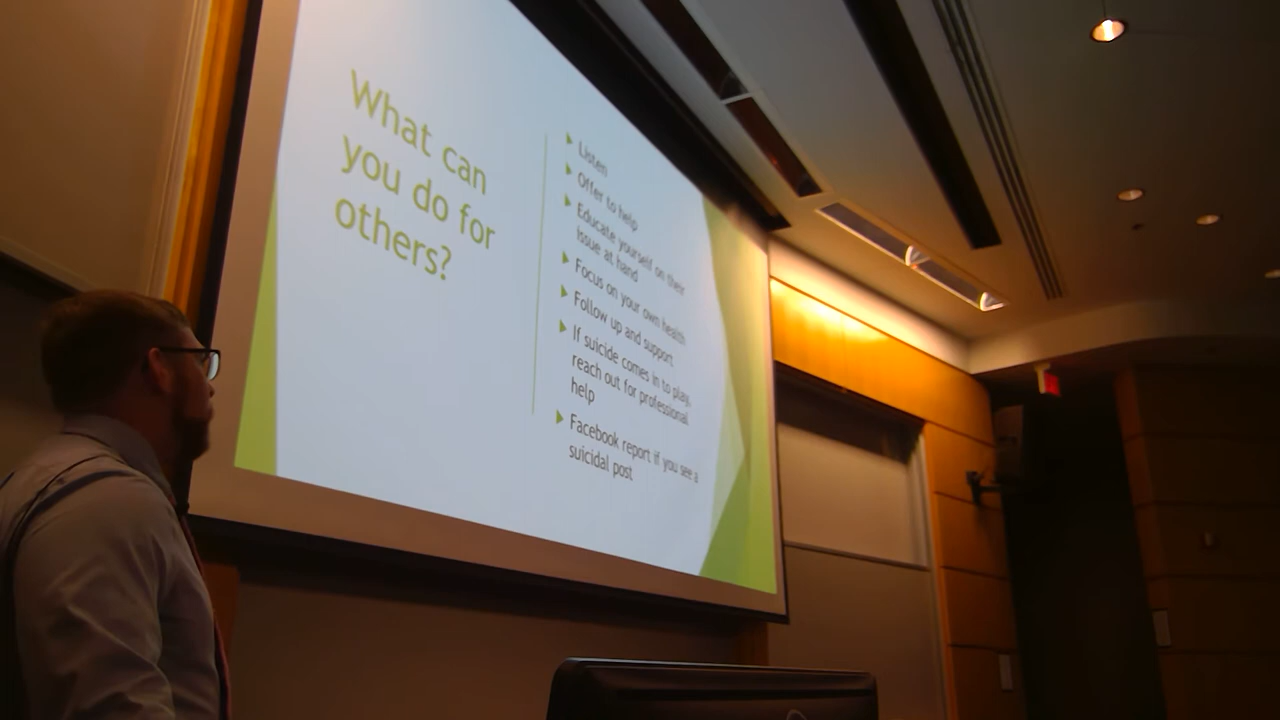 What can
you do for
others?
Listen
Offer to help
Educate yourself on their
issue at hand
Focus on your own health
Follow up and support
If suicide comes in to play,
reach out for professional
help
Facebook report if you see a
suicidal post